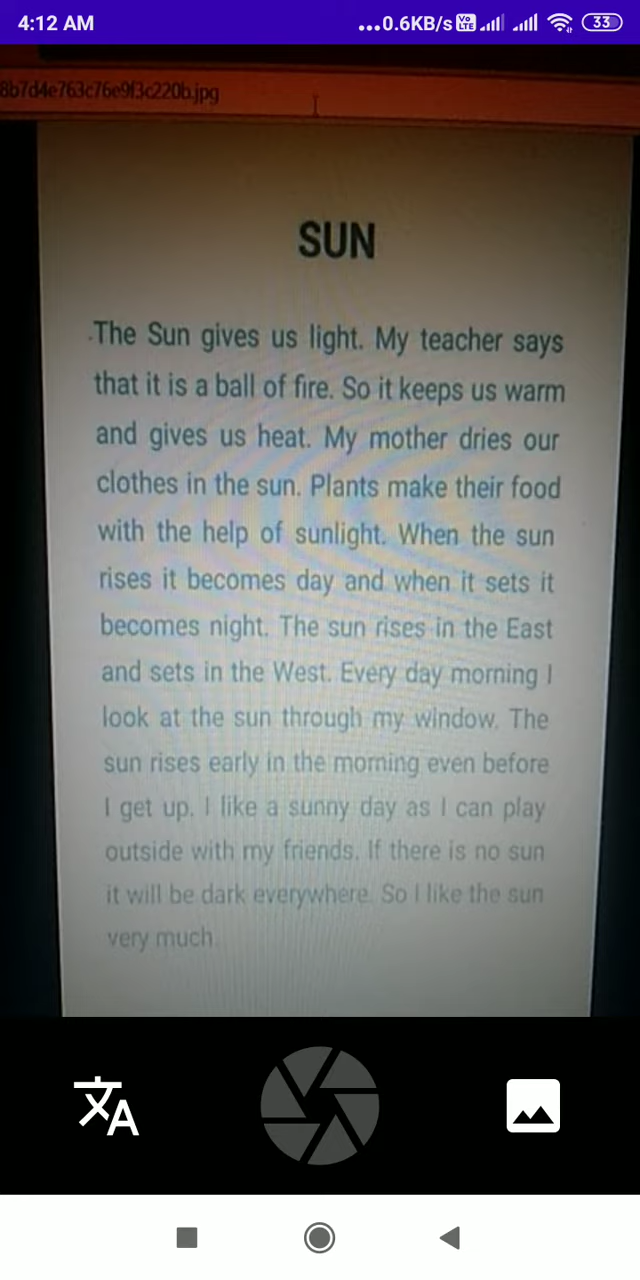 4:12 AM ...0.6KB/s Vo LTE 33
8b7d4e763c76e9f3c220b.jpg
SUN
The Sun gives us light. My teacher says
that it is a ball of fire. So it keeps us warm
and gives us heat. My mother dries our
clothes in the sun. Plants make their food
with the help of sunlight. When the sun
rises it becomes day and when it sets it
becomes night. The sun rises in the East
and sets in the West. Every day morning I
look at the sun through my window. The
sun rises early in the morning even before
I get up. I like a sunny day as I can play
outside with my friends. If there is no sun
it will be dark everywhere. So I like the sun
very much.